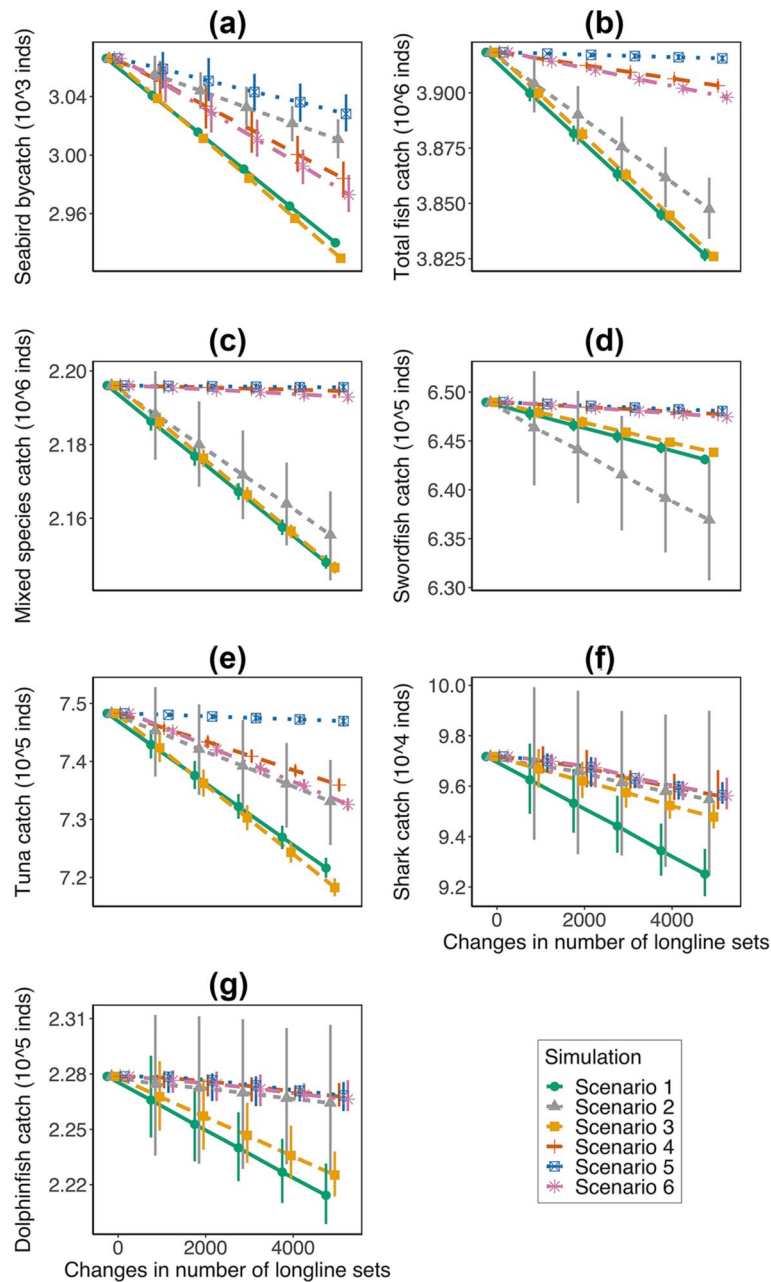 (a)
Seabird bycatch (10^3 inds)
3.04
3.00
2.96
(b)
Total fish catch (10^6 inds)
3.900
3.875
3.850
3.825
(c)
Mixed species catch (10^6 inds)
2.20
2.18
2.16
(d)
Swordfish catch (10^5 inds)
6.50
6.45
6.40
6.35
6.30
(e)
Tuna catch (10^5 inds)
7.5
7.4
7.3
7.2
(f)
Shark catch (10^4 inds)
10.0
9.8
9.6
9.4
9.2
0 2000 4000
Changes in number of longline sets
(g)
Dolphinfish catch (10^5 inds)
2.31
2.28
2.25
2.22
0 2000 4000
Changes in number of longline sets
Simulation
Scenario 1
Scenario 2
Scenario 3
Scenario 4
Scenario 5
Scenario 6